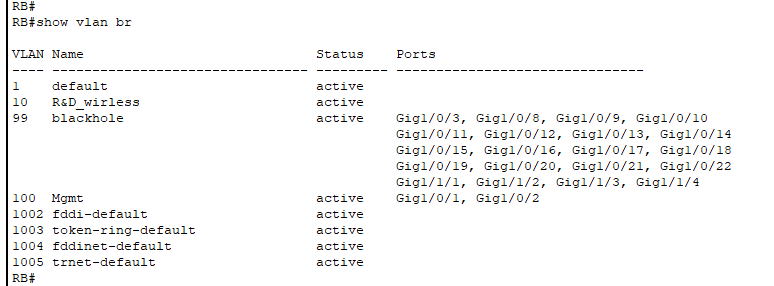 RB#
RB#show vlan br
VLAN Name                             Status    Ports
---- -------------------------------- --------- -------------------------------
1    default                          active
10   R&D_wirless                      active
99   blackhole                        active    Gig1/0/3, Gig1/0/8, Gig1/0/9, Gig1/0/10
                                                Gig1/0/11, Gig1/0/12, Gig1/0/13, Gig1/0/14
                                                Gig1/0/15, Gig1/0/16, Gig1/0/17, Gig1/0/18
                                                Gig1/0/19, Gig1/0/20, Gig1/0/21, Gig1/0/22
                                                Gig1/1/1, Gig1/1/2, Gig1/1/3, Gig1/1/4
100  Mgmt                             active    Gig1/0/1, Gig1/0/2
1002 fddi-default                     active
1003 token-ring-default               active
1004 fddinet-default                  active
1005 trnet-default                    active
RB#